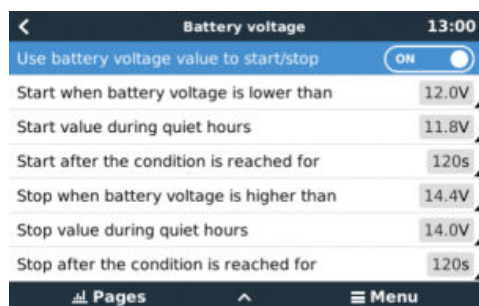 Battery voltage 13:00
Use battery voltage value to start/stop ON
Start when battery voltage is lower than 12.0V
Start value during quiet hours 11.8V
Start after the condition is reached for 120s
Stop when battery voltage is higher than 14.4V
Stop value during quiet hours 14.0V
Stop after the condition is reached for 120s
Pages Menu